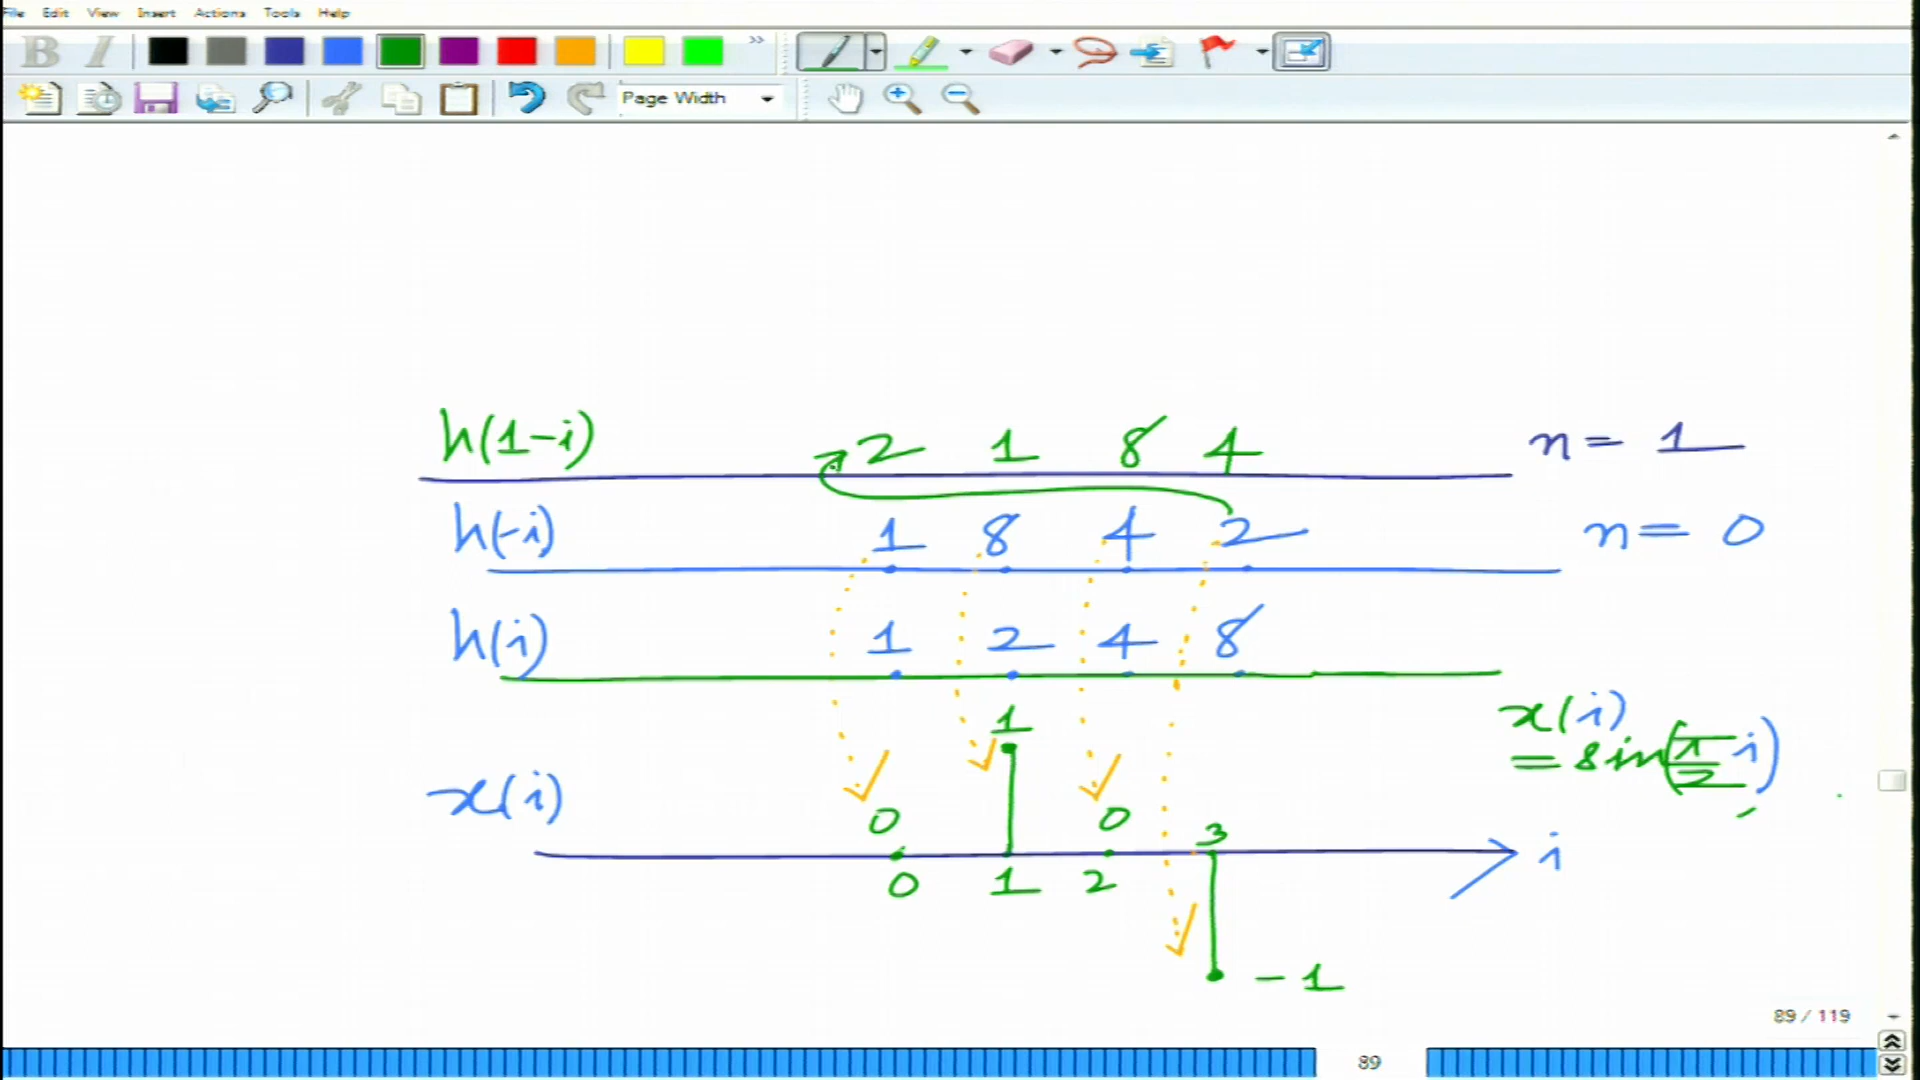 File Edit View Insert Actions Tools Help
B I
Page Width
h(1-i) 2 1 8 4 n = 1
h(-i) 1 8 4 2 n = 0
h(i) 1 2 4 8
x(i)
= sin(π/2 i)
1
x(i) 0 0 3
0 1 2 i
-1
89 / 119
89